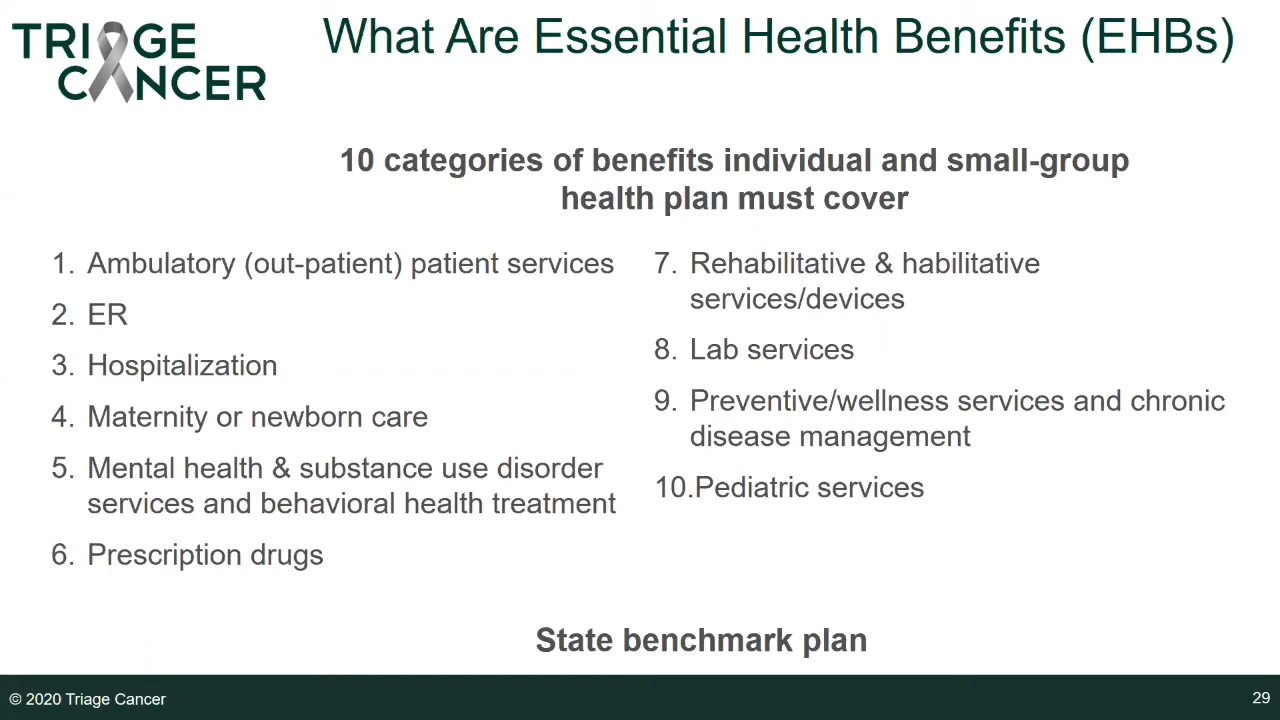 TRIAGE
CANCER
What Are Essential Health Benefits (EHBs)
10 categories of benefits individual and small-group
health plan must cover
1. Ambulatory (out-patient) patient services
2. ER
3. Hospitalization
4. Maternity or newborn care
5. Mental health & substance use disorder
services and behavioral health treatment
6. Prescription drugs
7. Rehabilitative & habilitative
services/devices
8. Lab services
9. Preventive/wellness services and chronic
disease management
10.Pediatric services
State benchmark plan
© 2020 Triage Cancer
29